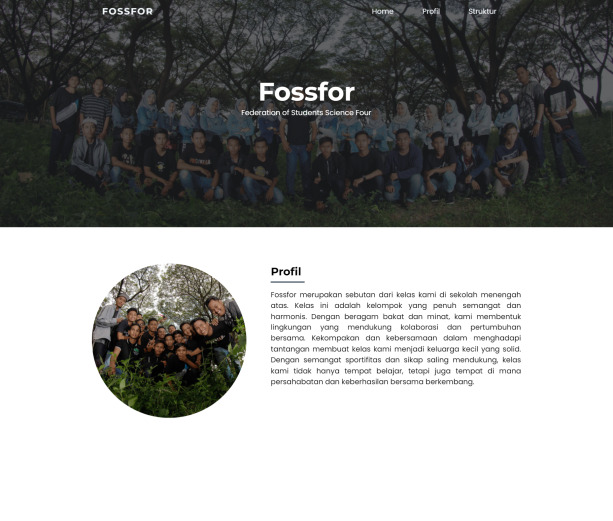 FOSSFOR
Home Profil Struktur
Fossfor
Federation of Students Science Four
Profil
Fossfor merupakan sebutan dari kelas kami di sekolah menengah
atas. Kelas ini adalah kelompok yang penuh semangat dan
harmonis. Dengan beragam bakat dan minat, kami membentuk
lingkungan yang mendukung kolaborasi dan pertumbuhan
bersama. Kekompakan dan kebersamaan dalam menghadapi
tantangan membuat kelas kami menjadi keluarga kecil yang solid.
Dengan semangat sportifitas dan sikap saling mendukung, kelas
kami tidak hanya tempat belajar, tetapi juga tempat di mana
persahabatan dan keberhasilan bersama berkembang.